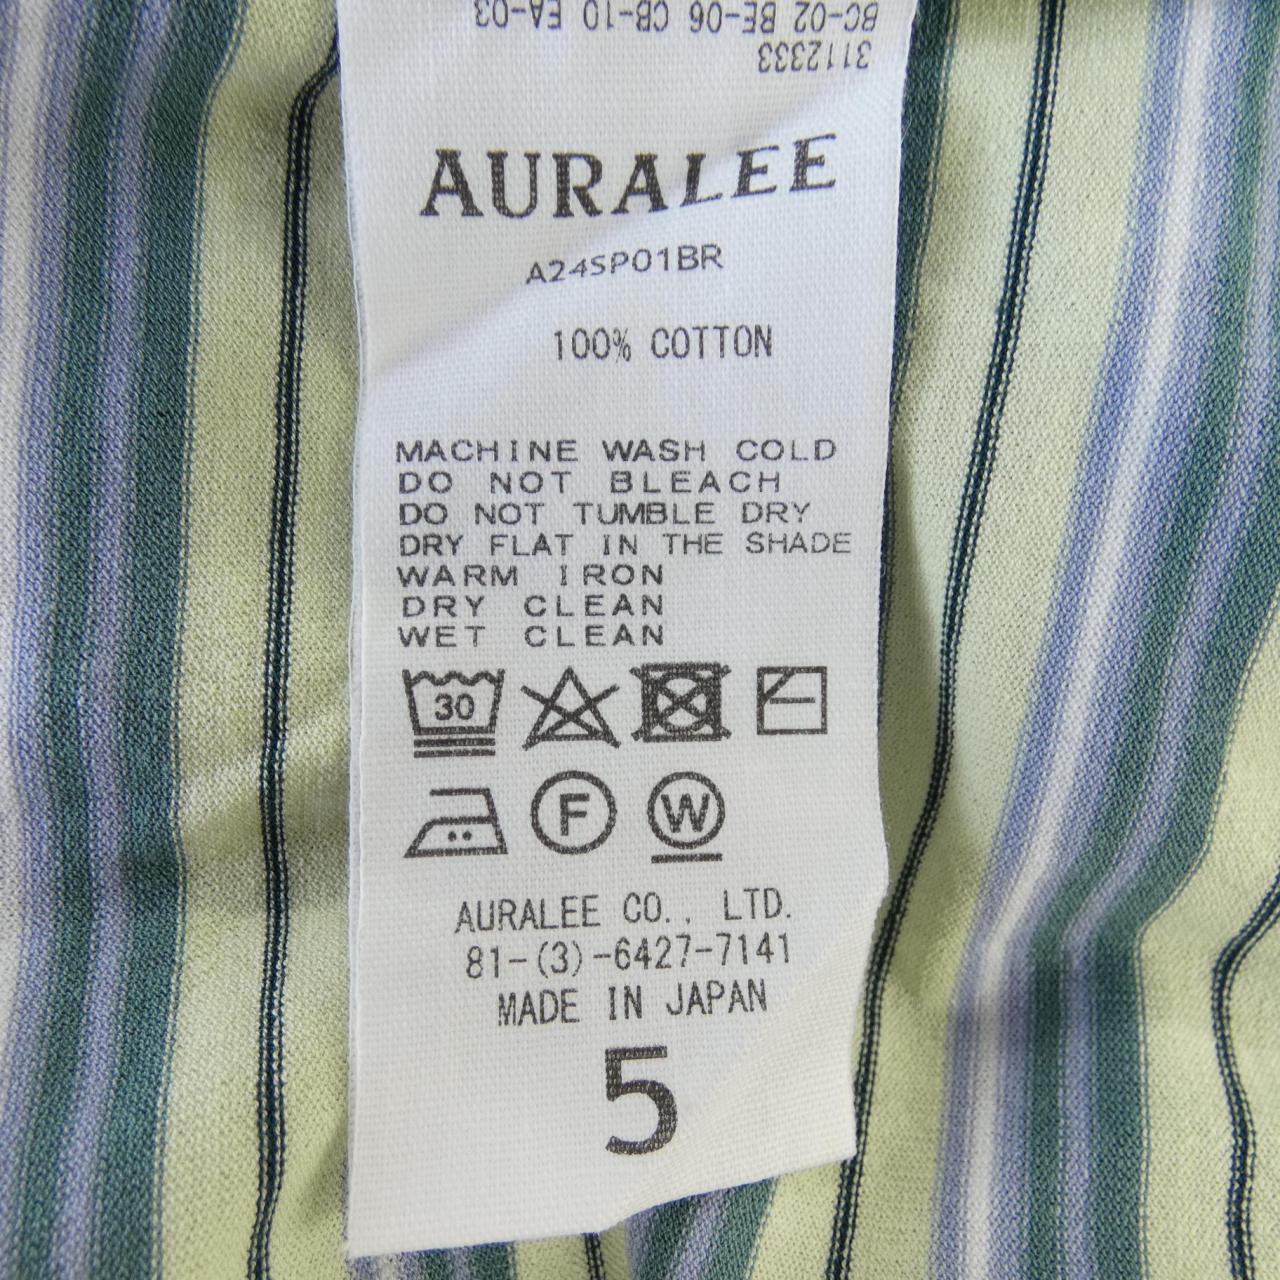 BC-02 BE-06 CB-10 EA-03
3112333
AURALEE
A24SP01BR
100% COTTON
MACHINE WASH COLD
DO NOT BLEACH
DO NOT TUMBLE DRY
DRY FLAT IN THE SHADE
WARM IRON
DRY CLEAN
WET CLEAN
30
F
W
AURALEE CO., LTD.
81-(3)-6427-7141
MADE IN JAPAN
5